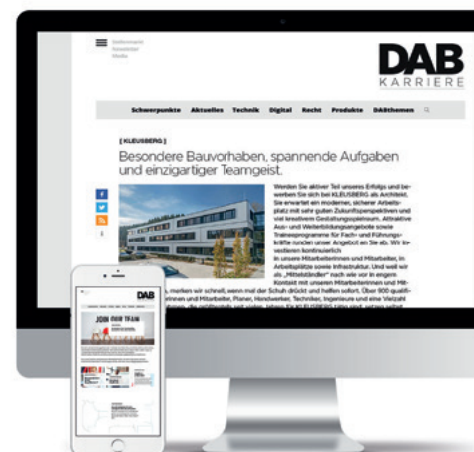 Stellenmarkt
Newsletter
Media
DAB
KARRIERE
Schwerpunkte Aktuelles Technik Digital Recht Produkte DABthemen
[ KLEUSBERG ]
Besondere Bauvorhaben, spannende Aufgaben
und einzigartiger Teamgeist.
Werden Sie aktiver Teil unseres Erfolgs und be-
werben Sie sich bei KLEUSBERG als Architekt.
Sie erwartet ein moderner, sicherer Arbeits-
platz mit sehr guten Zukunftsperspektiven und
viel kreativem Gestaltungsspielraum. Attraktive
Aus- und Weiterbildungsangebote sowie
Trainesprogramme für Fach- und Führungs-
kräfte runden unser Angebot an Sie ab. Wir in-
vestieren kontinuierlich
in unsere Mitarbeiterinnen und Mitarbeiter, in
Arbeitsplätze sowie Infrastruktur. Und weil wir
als „Mittelständler“ nach wie vor in engem
Kontakt mit unseren Mitarbeiterinnen und Mit-
merken wir schnell, wenn mal der Schuh drückt und helfen sofort. Über 900 qualifi-
und Mitarbeiter, Planer, Handwerker, Techniker, Ingenieure und eine Vielzahl
DAB
JOIN OUR TEAM